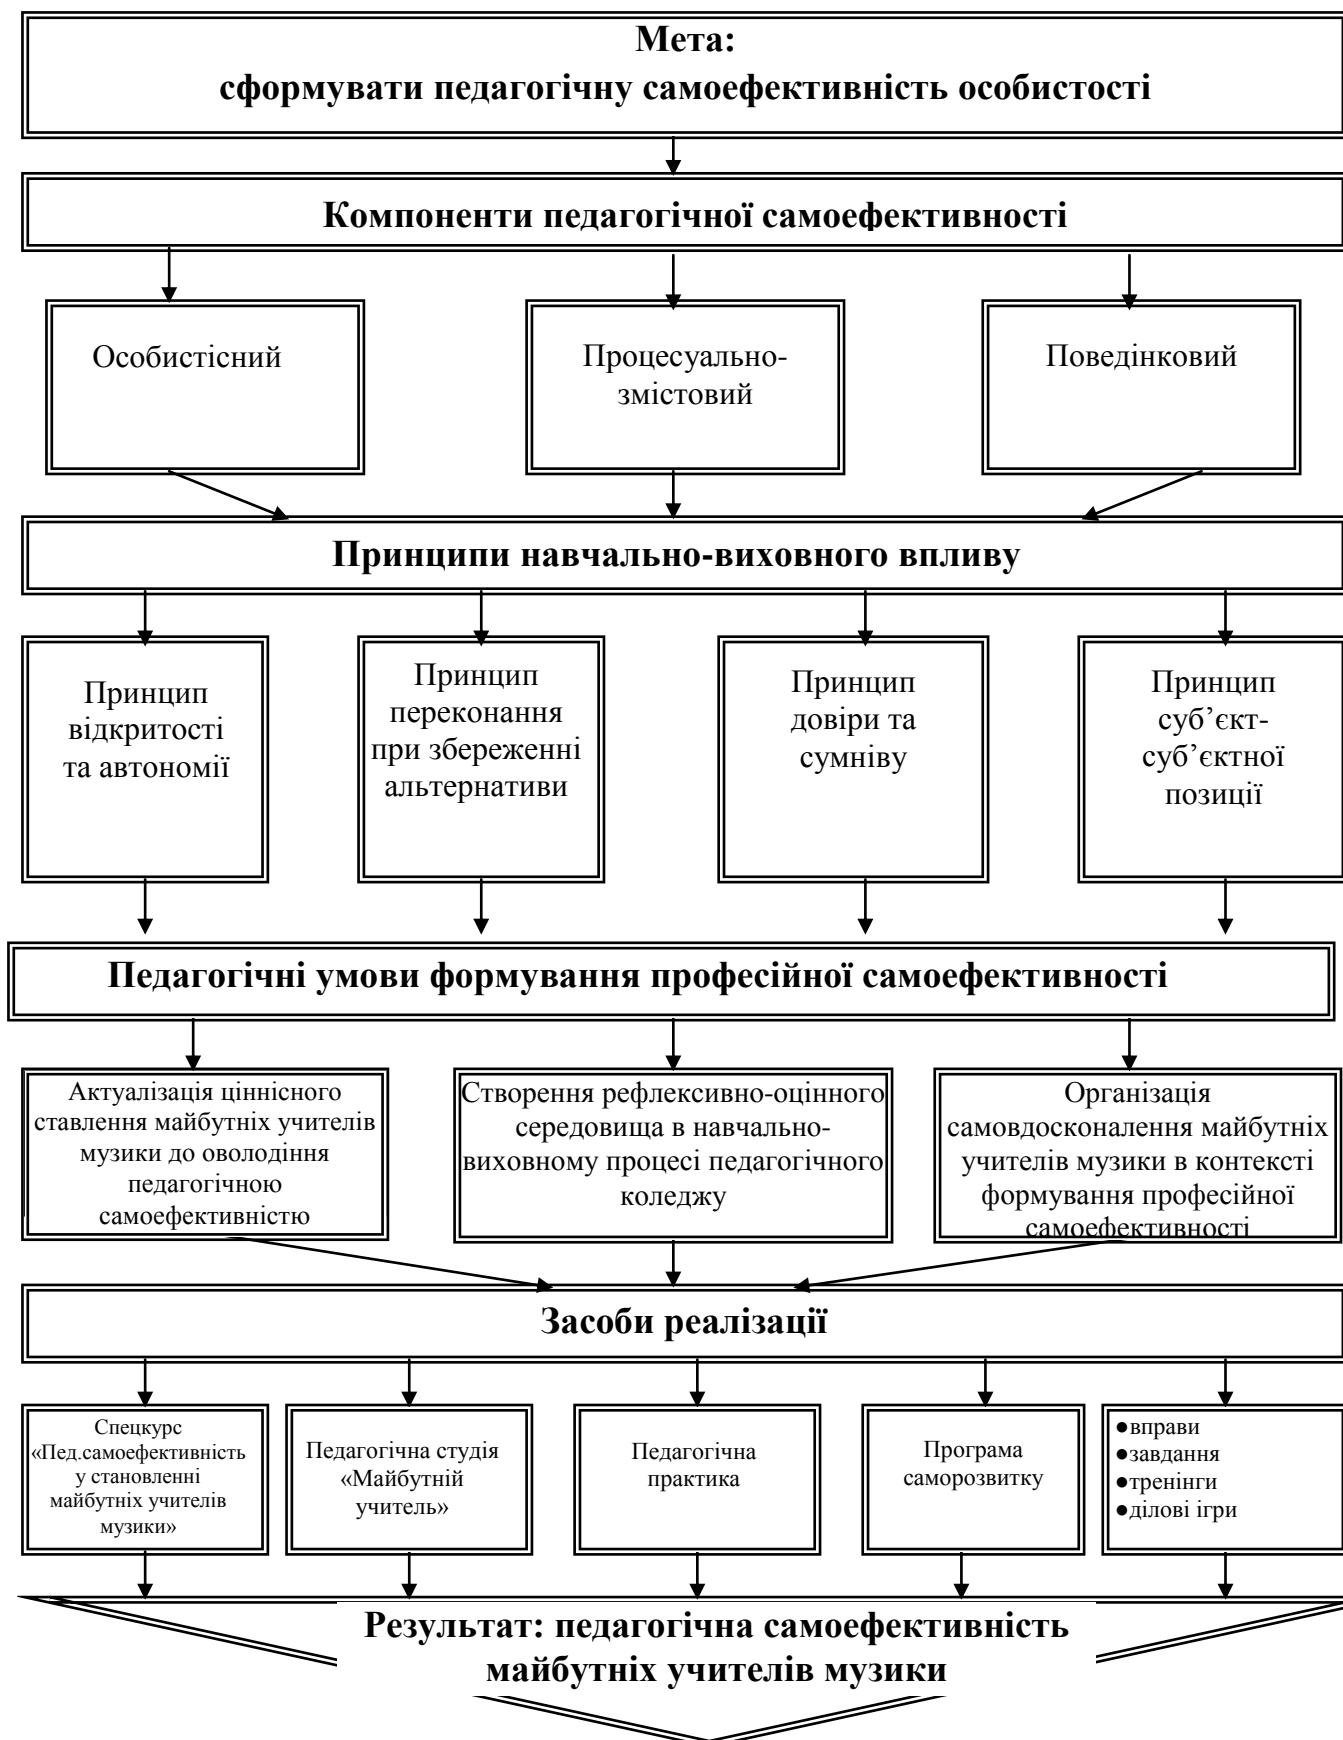 Мета:
сформувати педагогічну самоефективність особистості
Компоненти педагогічної самоефективності
Особистісний
Процесуально-
змістовий
Поведінковий
Принципи навчально-виховного впливу
Принцип
відкритості
та автономії
Принцип
переконання
при збереженні
альтернативи
Принцип
довіри та
сумніву
Принцип
суб’єкт-
суб’єктної
позиції
Педагогічні умови формування професійної самоефективності
Актуалізація ціннісного
ставлення майбутніх учителів
музики до оволодіння
педагогічною
самоефективністю
Створення рефлексивно-оцінного
середовища в навчально-
виховному процесі педагогічного
коледжу
Організація
самовдосконалення майбутніх
учителів музики в контексті
формування професійної
самоефективності
Засоби реалізації
Спецкурс
«Пед.самоефективність
у становленні
майбутніх учителів
музики»
Педагогічна студія
«Майбутній
учитель»
Педагогічна
практика
Програма
саморозвитку
●вправи
●завдання
●тренінги
●ділові ігри
Результат: педагогічна самоефективність
майбутніх учителів музики